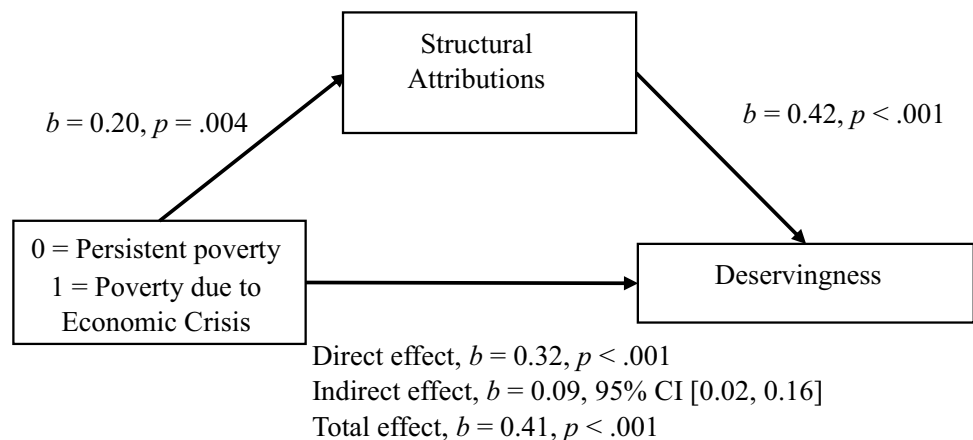 Structural
Attributions
b = 0.20, p = .004
b = 0.42, p < .001
0 = Persistent poverty
1 = Poverty due to
Economic Crisis
Deservingness
Direct effect, b = 0.32, p < .001
Indirect effect, b = 0.09, 95% CI [0.02, 0.16]
Total effect, b = 0.41, p < .001